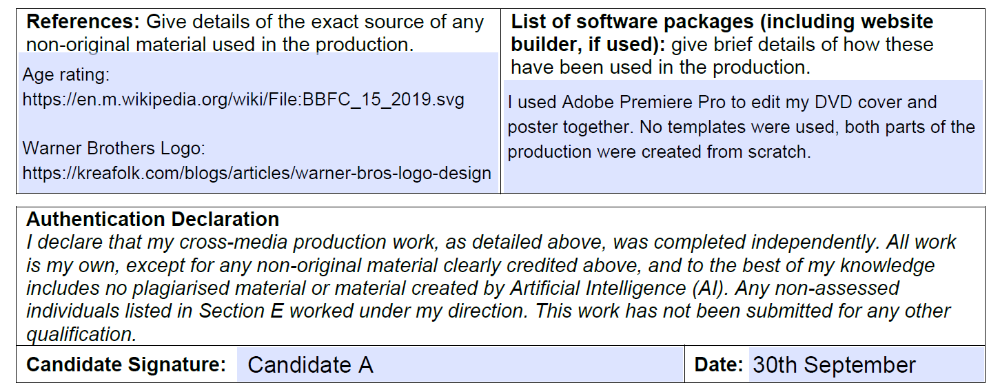 References: Give details of the exact source of any
non-original material used in the production.
Age rating:
https://en.m.wikipedia.org/wiki/File:BBFC_15_2019.svg
Warner Brothers Logo:
https://kreafolk.com/blogs/articles/warner-bros-logo-design
List of software packages (including website
builder, if used): give brief details of how these
have been used in the production.
I used Adobe Premiere Pro to edit my DVD cover and
poster together. No templates were used, both parts of the
production were created from scratch.
Authentication Declaration
I declare that my cross-media production work, as detailed above, was completed independently. All work
is my own, except for any non-original material clearly credited above, and to the best of my knowledge
includes no plagiarised material or material created by Artificial Intelligence (AI). Any non-assessed
individuals listed in Section E worked under my direction. This work has not been submitted for any other
qualification.
Candidate Signature: Candidate A Date: 30th September